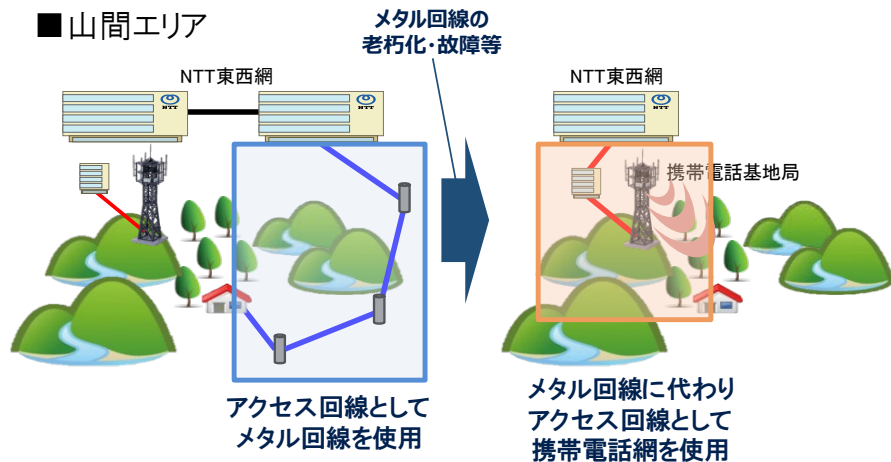 ■山間エリア
メタル回線の
老朽化・故障等
NTT東西網
NTT東西網
NTT
NTT
NTT
携帯電話基地局
アクセス回線として
メタル回線を使用
メタル回線に代わり
アクセス回線として
携帯電話網を使用